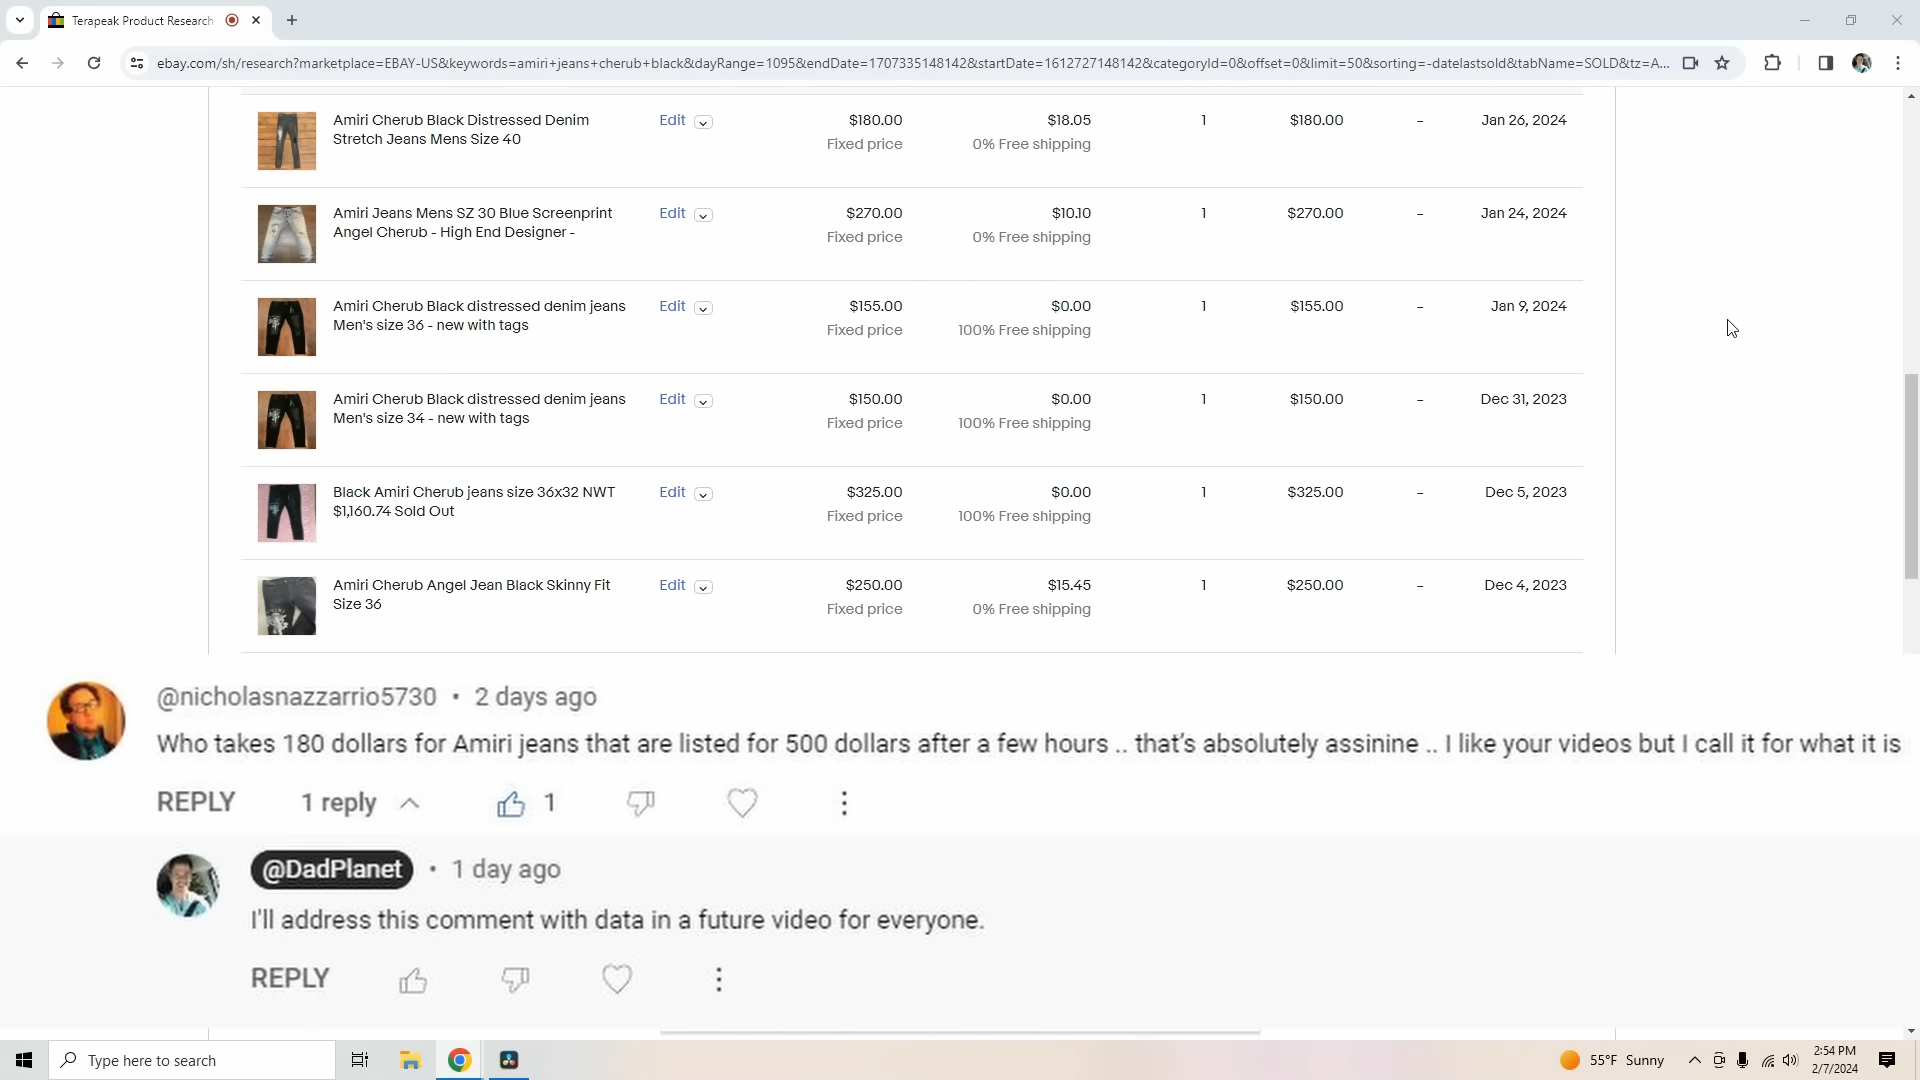 Terapeak Product Research
ebay.com/sh/research?marketplace=EBAY-US&keywords=amiri+jeans+cherub+black&dayRange=1095&endDate=1707335148142&startDate=1612727148142&categoryId=0&offset=0&limit=50&sorting=-datelastsold&tabName=SOLD&tz=A...
Amiri Cherub Black Distressed Denim Edit $180.00 $18.05 1 $180.00 - Jan 26, 2024
Stretch Jeans Mens Size 40 Fixed price 0% Free shipping
Amiri Jeans Mens SZ 30 Blue Screenprint Edit $270.00 $10.10 1 $270.00 - Jan 24, 2024
Angel Cherub - High End Designer - Fixed price 0% Free shipping
Amiri Cherub Black distressed denim jeans Edit $155.00 $0.00 1 $155.00 - Jan 9, 2024
Men's size 36 - new with tags Fixed price 100% Free shipping
Amiri Cherub Black distressed denim jeans Edit $150.00 $0.00 1 $150.00 - Dec 31, 2023
Men's size 34 - new with tags Fixed price 100% Free shipping
Black Amiri Cherub jeans size 36x32 NWT Edit $325.00 $0.00 1 $325.00 - Dec 5, 2023
$1,160.74 Sold Out Fixed price 100% Free shipping
Amiri Cherub Angel Jean Black Skinny Fit Edit $250.00 $15.45 1 $250.00 - Dec 4, 2023
Size 36 Fixed price 0% Free shipping
@nicholasnazzarrio5730 • 2 days ago
Who takes 180 dollars for Amiri jeans that are listed for 500 dollars after a few hours .. that's absolutely assinine .. I like your videos but I call it for what it is
REPLY 1 reply 1
@DadPlanet • 1 day ago
I'll address this comment with data in a future video for everyone.
REPLY
Type here to search 55°F Sunny 2:54 PM
2/7/2024